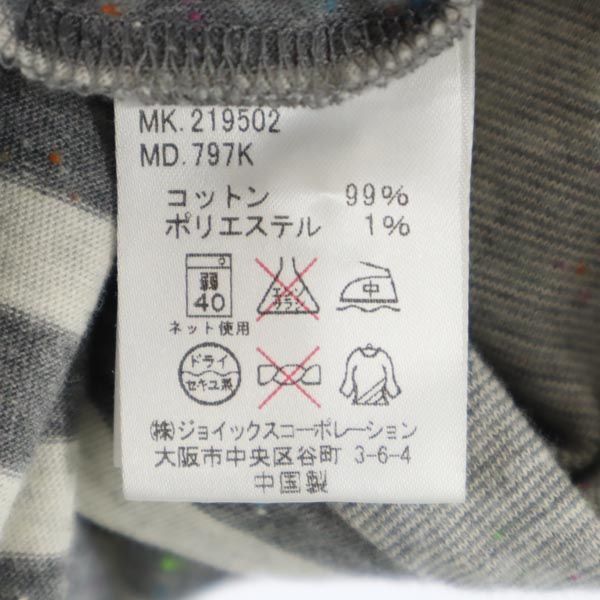 MK. 219502
MD. 797K
コットン 99%
ポリエステル 1%
弱
40
エンソ
サラシ
中
ネット使用
ドライ
セキユ系
㈱ジョイックスコーポレーション
大阪市中央区谷町 3-6-4
中国製